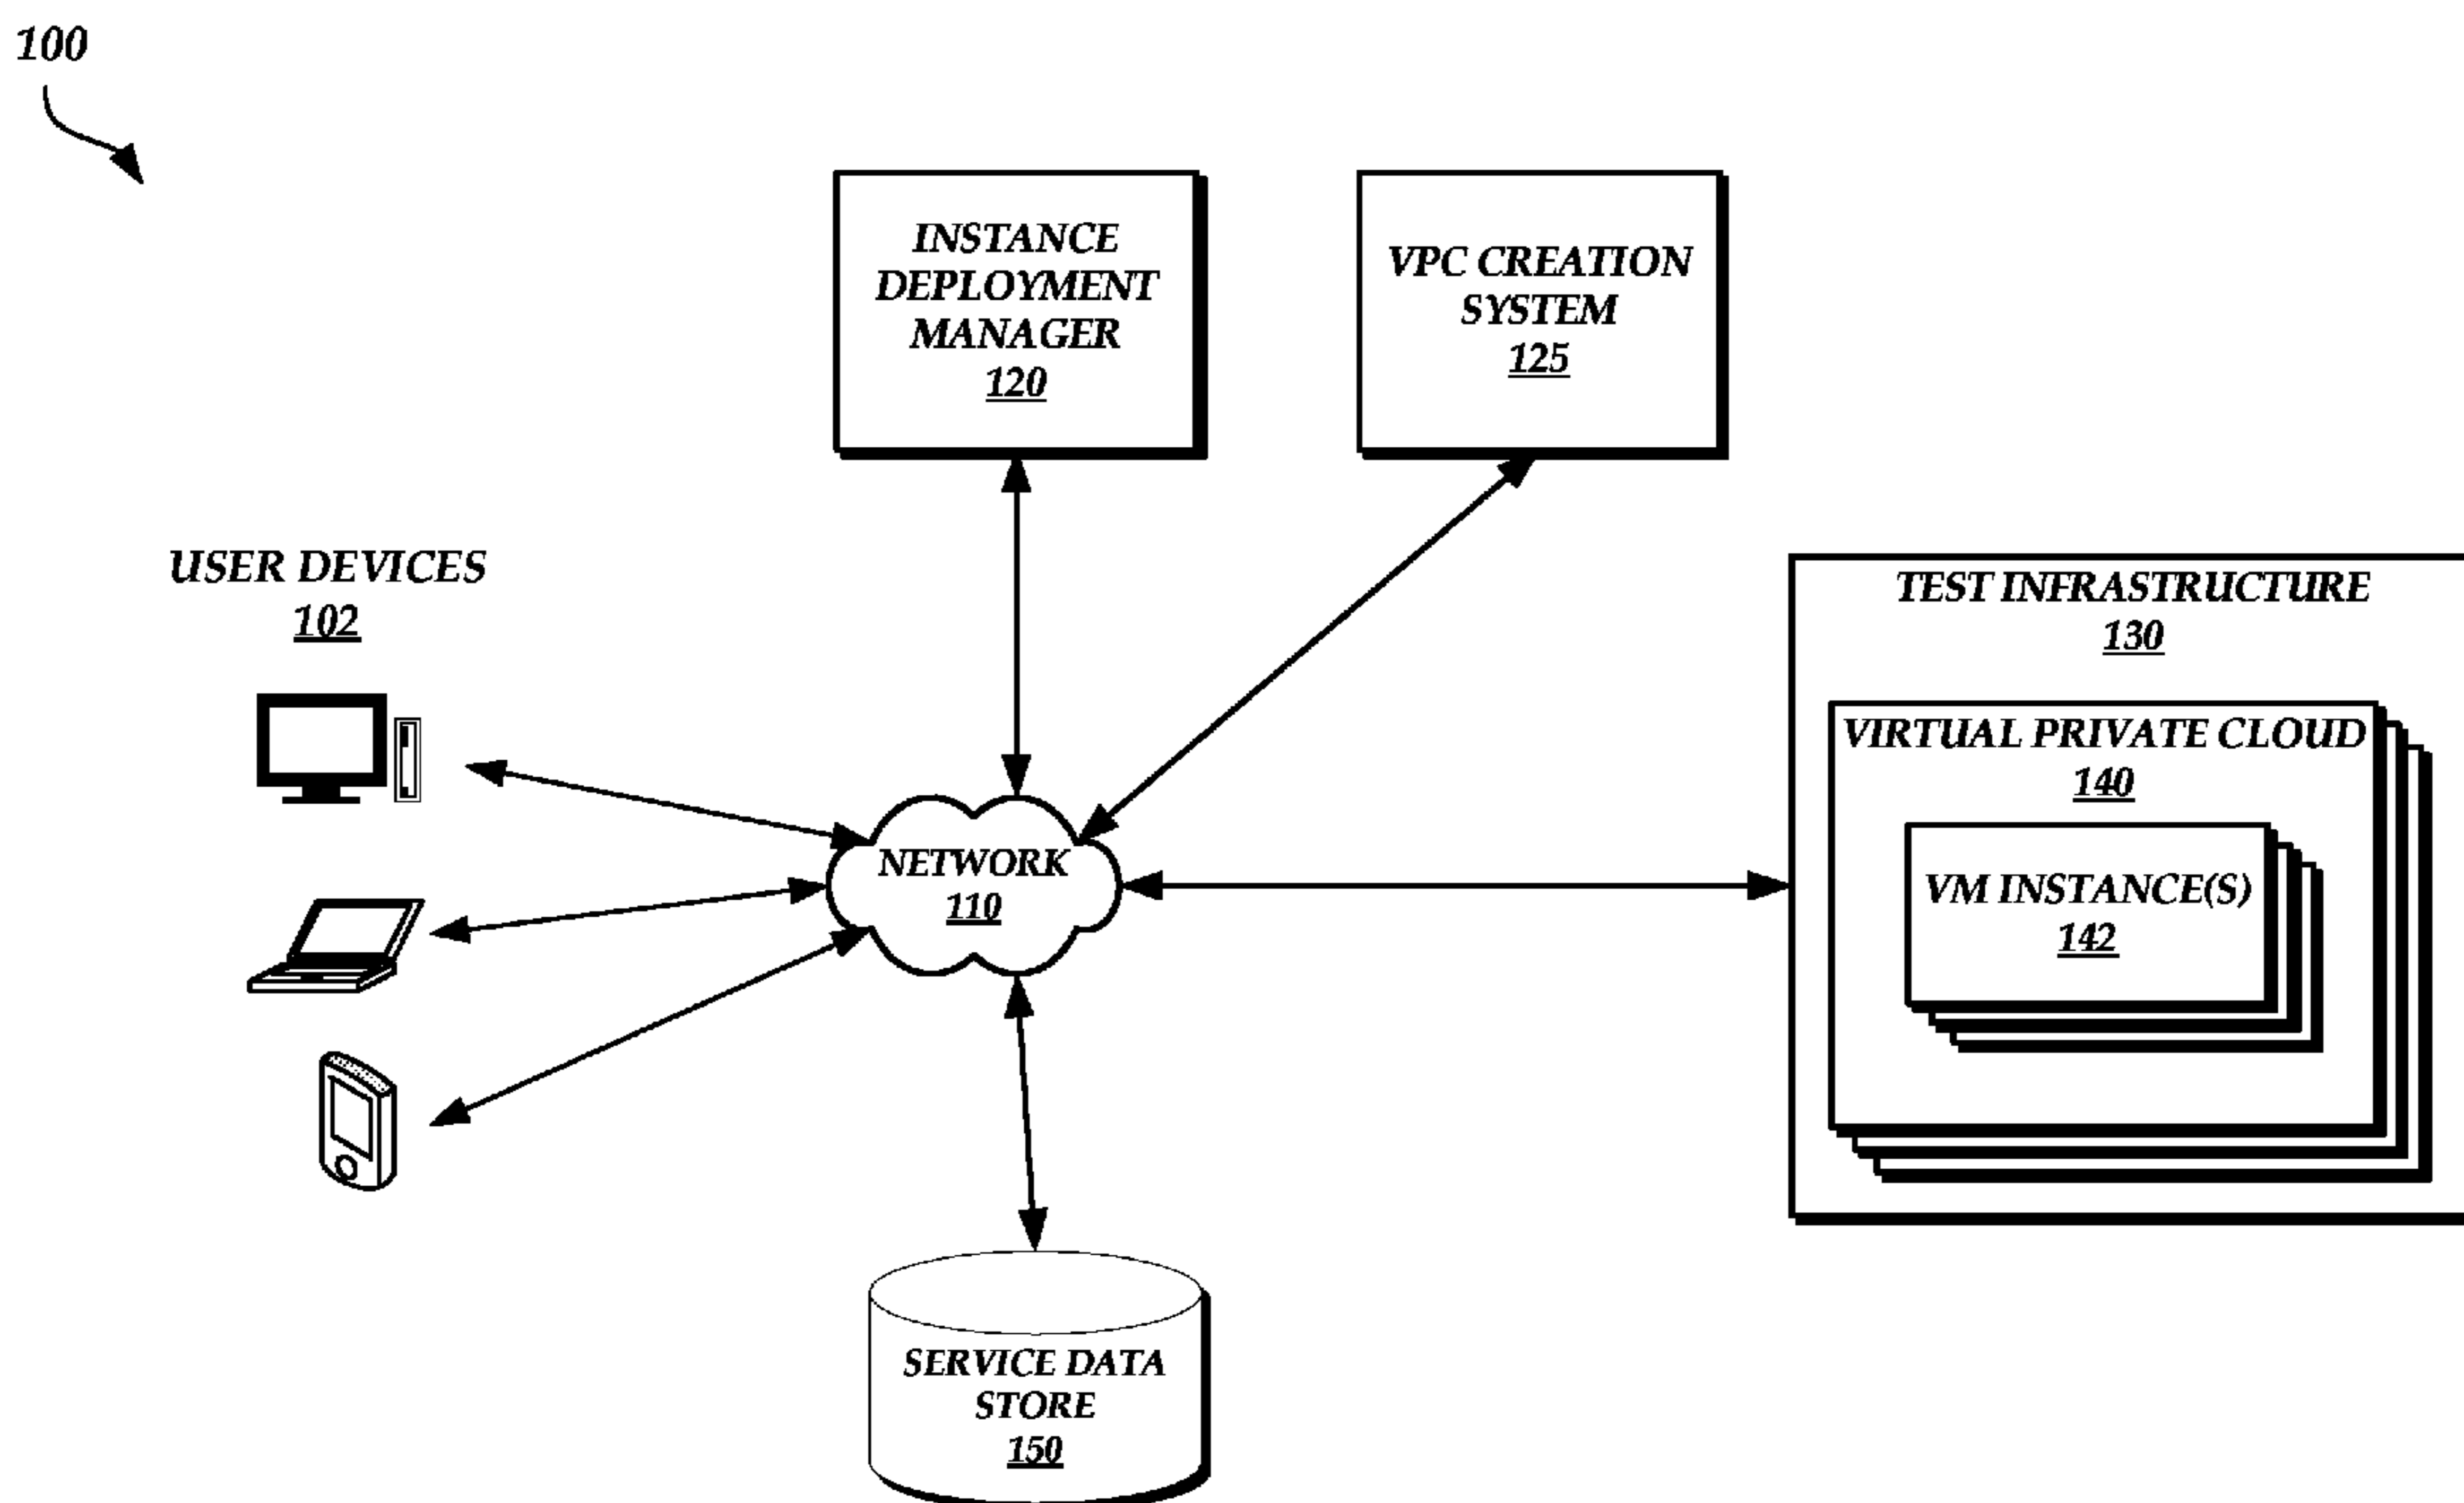 100
INSTANCE
DEPLOYMENT
MANAGER
120
VPC CREATION
SYSTEM
125
USER DEVICES
102
TEST INFRASTRUCTURE
130
VIRTUAL PRIVATE CLOUD
140
VM INSTANCE(S)
142
NETWORK
110
SERVICE DATA
STORE
150